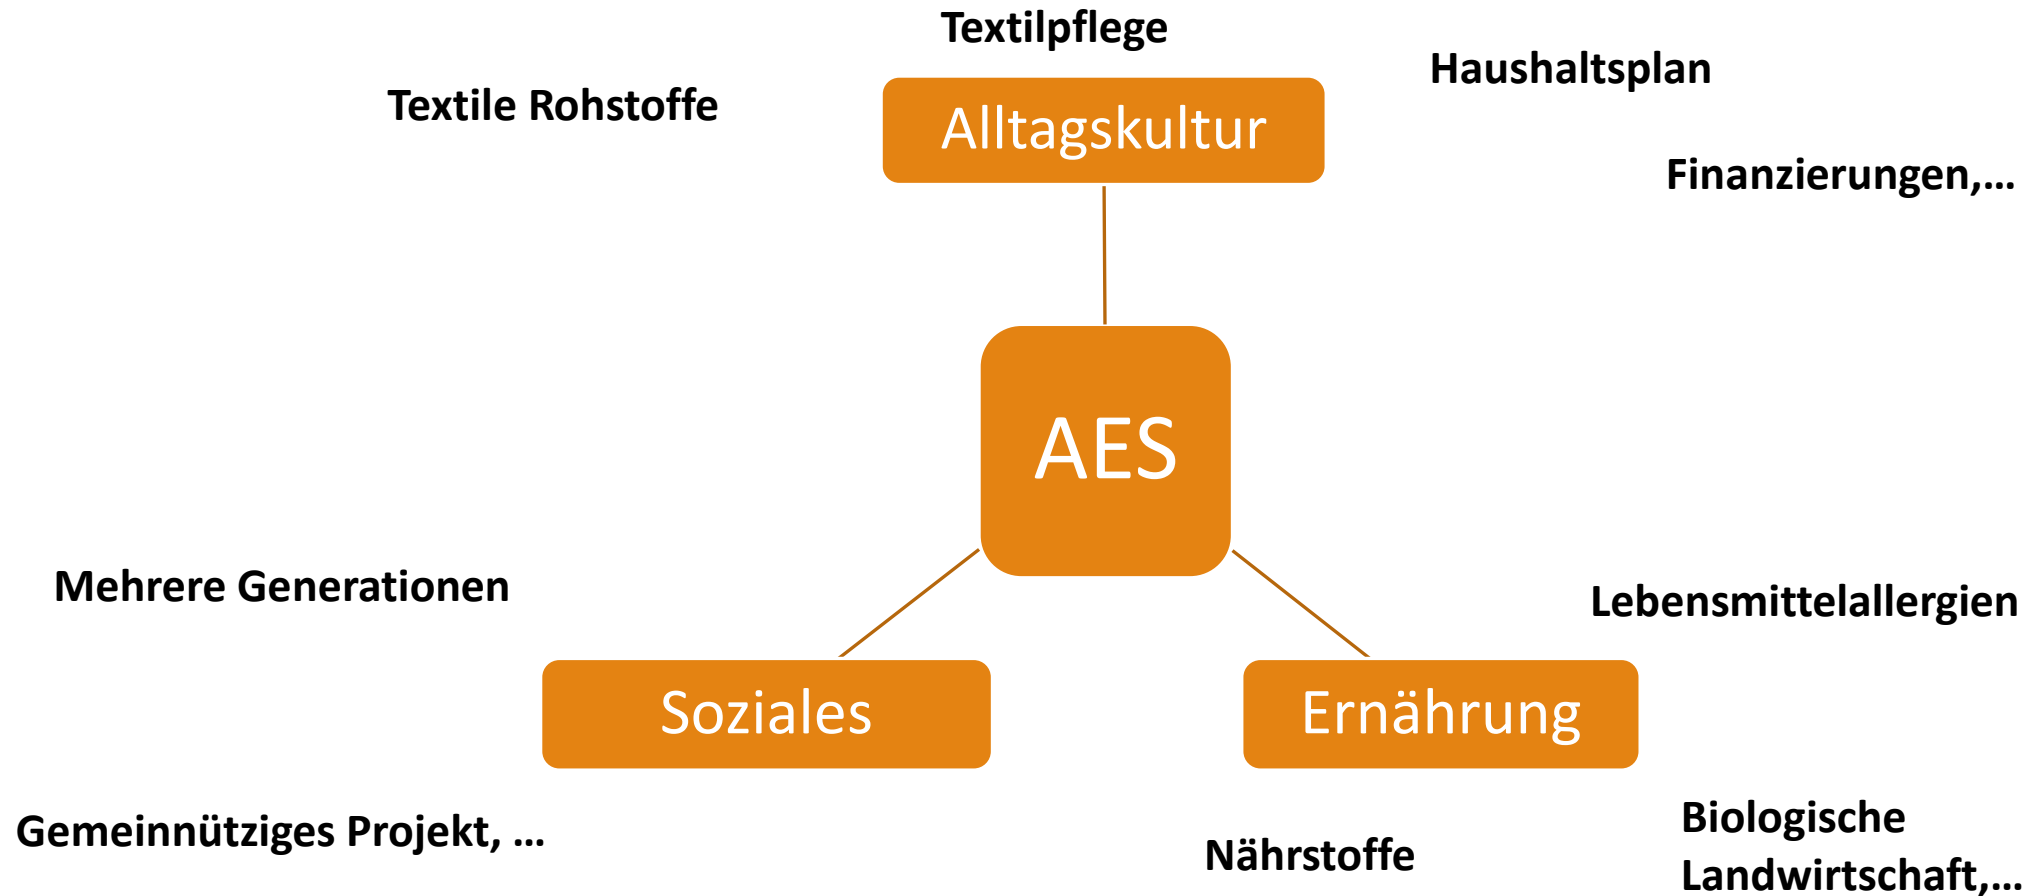 Textilpflege
Haushaltsplan
Textile Rohstoffe
Alltagskultur
Finanzierungen,...
AES
Mehrere Generationen
Lebensmittelallergien
Soziales
Ernährung
Gemeinnütziges Projekt, ...
Nährstoffe
Biologische
Landwirtschaft,...